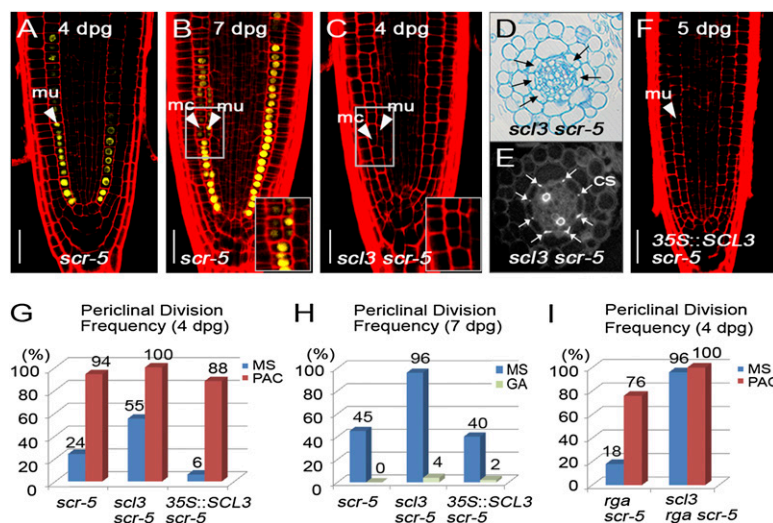 A 4 dpg
mu
scr-5
B 7 dpg
mc mu
scr-5
C 4 dpg
mc mu
scl3 scr-5
D
scl3 scr-5
E
cs
scl3 scr-5
F 5 dpg
mu
35S::SCL3
scr-5
G Periclinal Division
Frequency (4 dpg)
(%)
MS
PAC
100
80
60
40
20
0
24 94
55 100
6 88
scr-5
scl3
scr-5
35S::SCL3
scr-5
H Periclinal Division
Frequency (7 dpg)
(%)
MS
GA
100
80
60
40
20
0
45 0
96 4
40 2
scr-5
scl3
scr-5
35S::SCL3
scr-5
I Periclinal Division
Frequency (4 dpg)
(%)
MS
PAC
100
80
60
40
20
0
18 76
96 100
rga
scr-5
scl3
rga scr-5